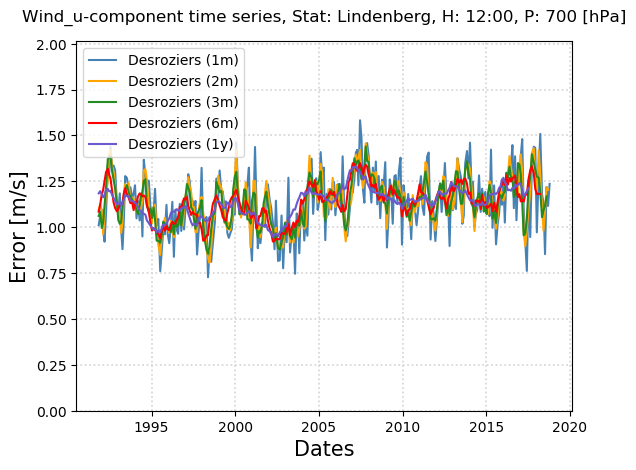 Wind_u-component time series, Stat: Lindenberg, H: 12:00, P: 700 [hPa]
2.00
1.75
1.50
1.25
1.00
0.75
0.50
0.25
0.00
Error [m/s]
Desroziers (1m)
Desroziers (2m)
Desroziers (3m)
Desroziers (6m)
Desroziers (1y)
1995
2000
2005
2010
2015
2020
Dates